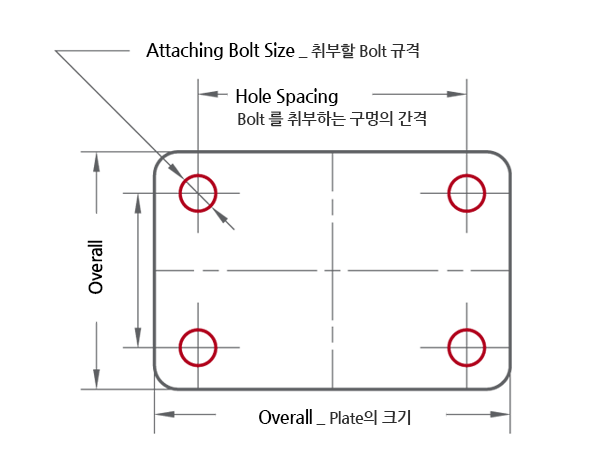 Attaching Bolt Size _ 취부할 Bolt 규격
Hole Spacing
Bolt 를 취부하는 구멍의 간격
Overall
Overall _ Plate의 크기